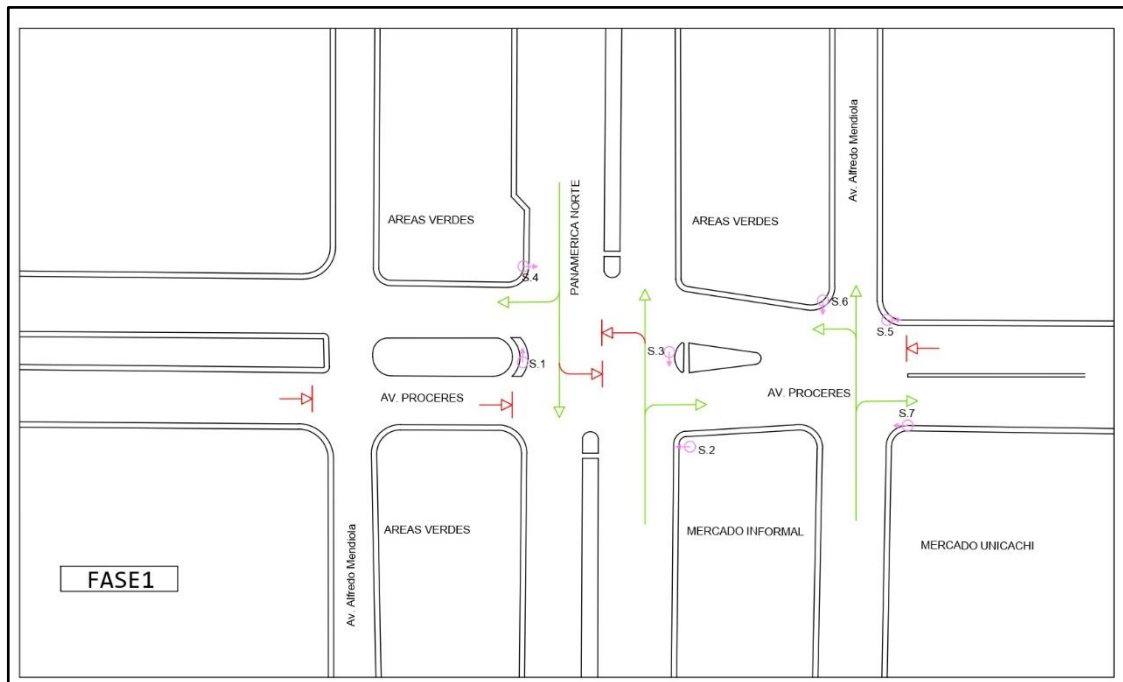 Av. Alfredo Mendiola
PANAMERICA NORTE
AREAS VERDES
AREAS VERDES
S.4
S.6
S.5
S.3
S.1
AV. PROCERES
AV. PROCERES
S.7
S.2
AREAS VERDES
MERCADO INFORMAL
MERCADO UNICACHI
FASE1
Av. Alfredo Mendiola